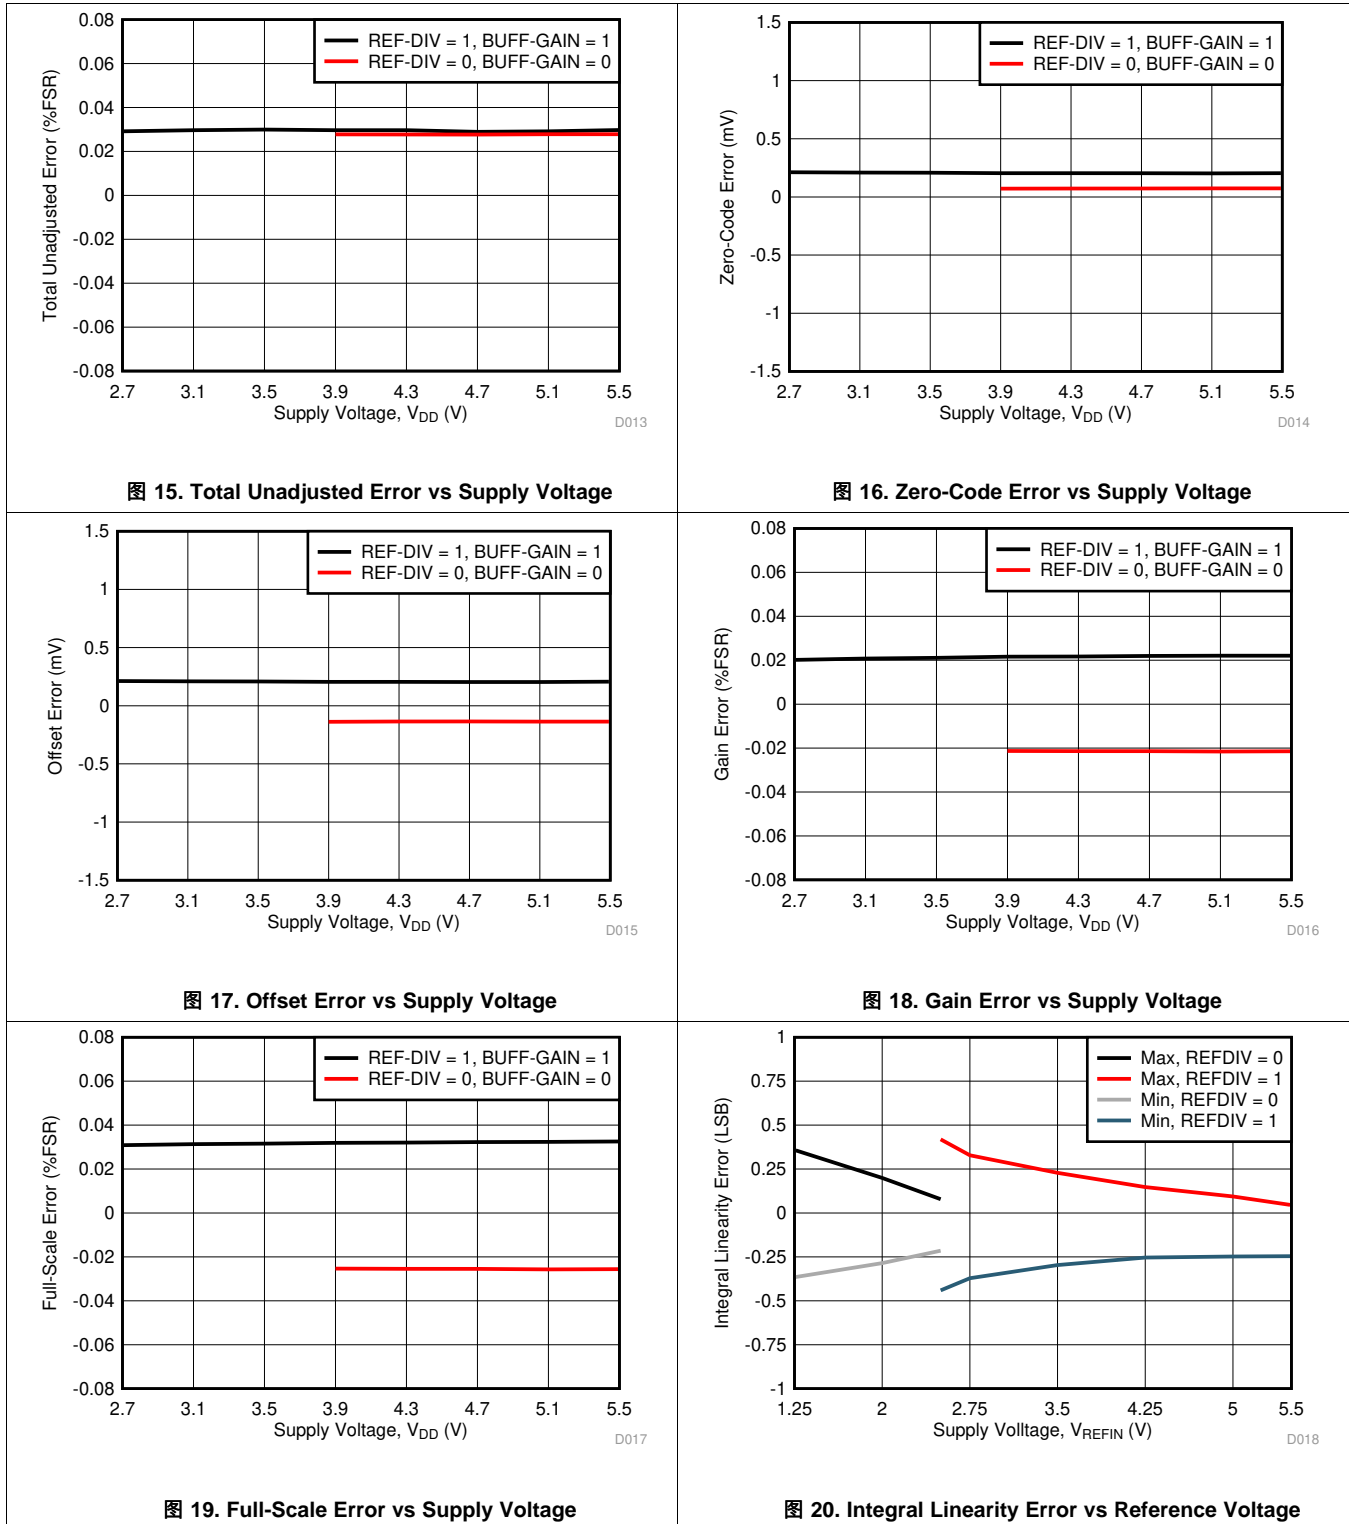 0.08
0.06
0.04
0.02
0
-0.02
-0.04
-0.06
-0.08
Total Unadjusted Error (%FSR)
REF-DIV = 1, BUFF-GAIN = 1
REF-DIV = 0, BUFF-GAIN = 0
2.7 3.1 3.5 3.9 4.3 4.7 5.1 5.5
Supply Voltage, VDD (V)
D013
图 15. Total Unadjusted Error vs Supply Voltage
1.5
1
0.5
0
-0.5
-1
-1.5
Zero-Code Error (mV)
REF-DIV = 1, BUFF-GAIN = 1
REF-DIV = 0, BUFF-GAIN = 0
2.7 3.1 3.5 3.9 4.3 4.7 5.1 5.5
Supply Voltage, VDD (V)
D014
图 16. Zero-Code Error vs Supply Voltage
1.5
1
0.5
0
-0.5
-1
-1.5
Offset Error (mV)
REF-DIV = 1, BUFF-GAIN = 1
REF-DIV = 0, BUFF-GAIN = 0
2.7 3.1 3.5 3.9 4.3 4.7 5.1 5.5
Supply Voltage, VDD (V)
D015
图 17. Offset Error vs Supply Voltage
0.08
0.06
0.04
0.02
0
-0.02
-0.04
-0.06
-0.08
Gain Error (%FSR)
REF-DIV = 1, BUFF-GAIN = 1
REF-DIV = 0, BUFF-GAIN = 0
2.7 3.1 3.5 3.9 4.3 4.7 5.1 5.5
Supply Voltage, VDD (V)
D016
图 18. Gain Error vs Supply Voltage
0.08
0.06
0.04
0.02
0
-0.02
-0.04
-0.06
-0.08
Full-Scale Error (%FSR)
REF-DIV = 1, BUFF-GAIN = 1
REF-DIV = 0, BUFF-GAIN = 0
2.7 3.1 3.5 3.9 4.3 4.7 5.1 5.5
Supply Voltage, VDD (V)
D017
图 19. Full-Scale Error vs Supply Voltage
1
0.75
0.5
0.25
0
-0.25
-0.5
-0.75
-1
Integral Linearity Error (LSB)
Max, REFDIV = 0
Max, REFDIV = 1
Min, REFDIV = 0
Min, REFDIV = 1
1.25 2 2.75 3.5 4.25 5 5.5
Supply Volltage, VREFIN (V)
D018
图 20. Integral Linearity Error vs Reference Voltage